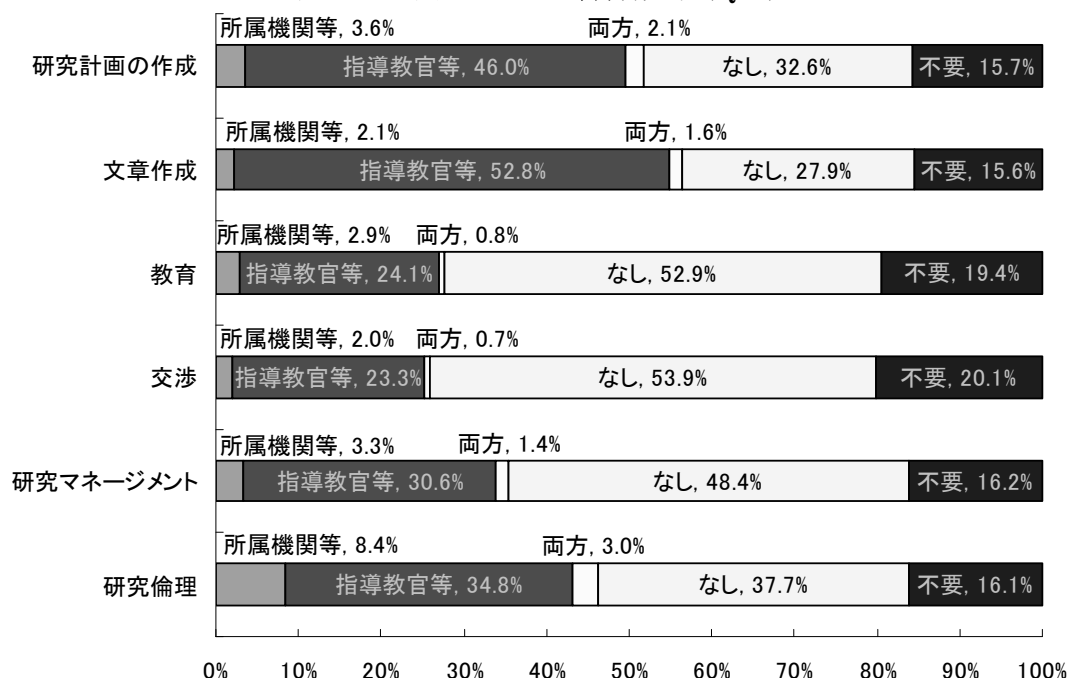 所属機関等, 3.6% 両方, 2.1%
研究計画の作成 指導教官等, 46.0% なし, 32.6% 不要, 15.7%
所属機関等, 2.1% 両方, 1.6%
文章作成 指導教官等, 52.8% なし, 27.9% 不要, 15.6%
所属機関等, 2.9% 両方, 0.8%
教育 指導教官等, 24.1% なし, 52.9% 不要, 19.4%
所属機関等, 2.0% 両方, 0.7%
交渉 指導教官等, 23.3% なし, 53.9% 不要, 20.1%
所属機関等, 3.3% 両方, 1.4%
研究マネージメント 指導教官等, 30.6% なし, 48.4% 不要, 16.2%
所属機関等, 8.4% 両方, 3.0%
研究倫理 指導教官等, 34.8% なし, 37.7% 不要, 16.1%
0% 10% 20% 30% 40% 50% 60% 70% 80% 90% 100%